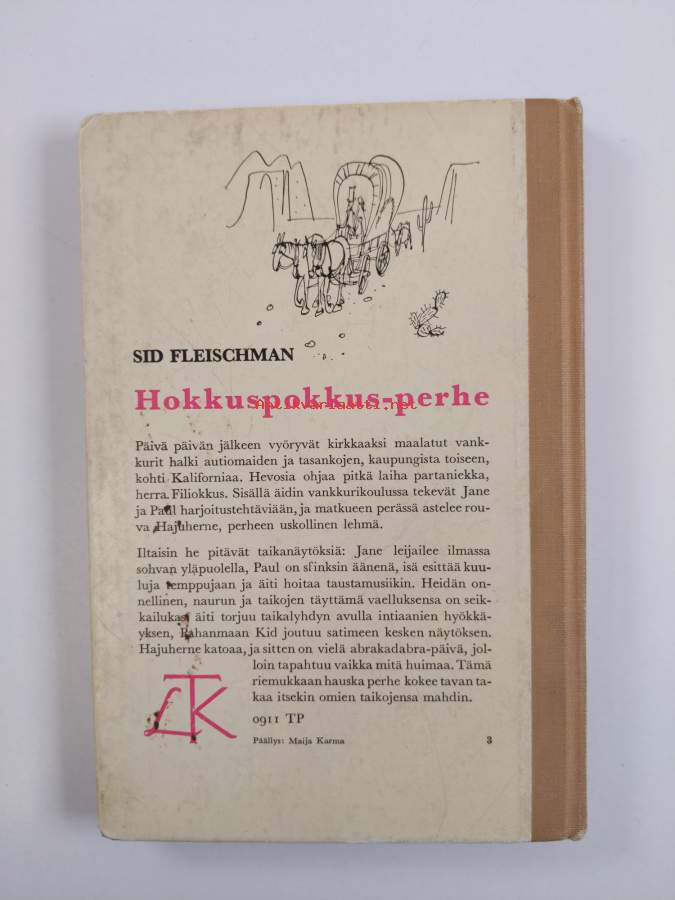 SID FLEISCHMAN
Hokkuspokkus-perhe
Antikvariaatti.net
Päivä päivän jälkeen vyöryvät kirkkaaksi maalatut vank-
kurit halki autiomaiden ja tasankojen, kaupungista toiseen,
kohti Kaliforniaa. Hevosia ohjaa pitkä laiha partaniekka,
herra Filiokkus. Sisällä äidin vankkurikoulussa tekevät Jane
ja Paul harjoitustehtäviään, ja matkueen perässä astelee rou-
va Hajuherne, perheen uskollinen lehmä.
Iltaisin he pitävät taikanäytöksiä: Jane leijailee ilmassa
sohvan yläpuolella, Paul on sfinksin äänenä, isä esittää kuu-
luja temppujaan ja äiti hoitaa taustamusiikin. Heidän on-
nellinen, naurun ja taikojen täyttämä vaelluksensa on seik-
kailukas: äiti torjuu taikalyhdyn avulla intiaanien hyökkä-
yksen, Pahanmaan Kid joutuu satimeen kesken näytöksen.
Hajuherne katoaa, ja sitten on vielä abrakadabra-päivä, jol-
loin tapahtuu vaikka mitä huimaa. Tämä
riemukkaan hauska perhe kokee tavan ta-
kaa itsekin omien taikojensa mahdin.
LTK
0911 TP
Päällys: Maija Karma 3